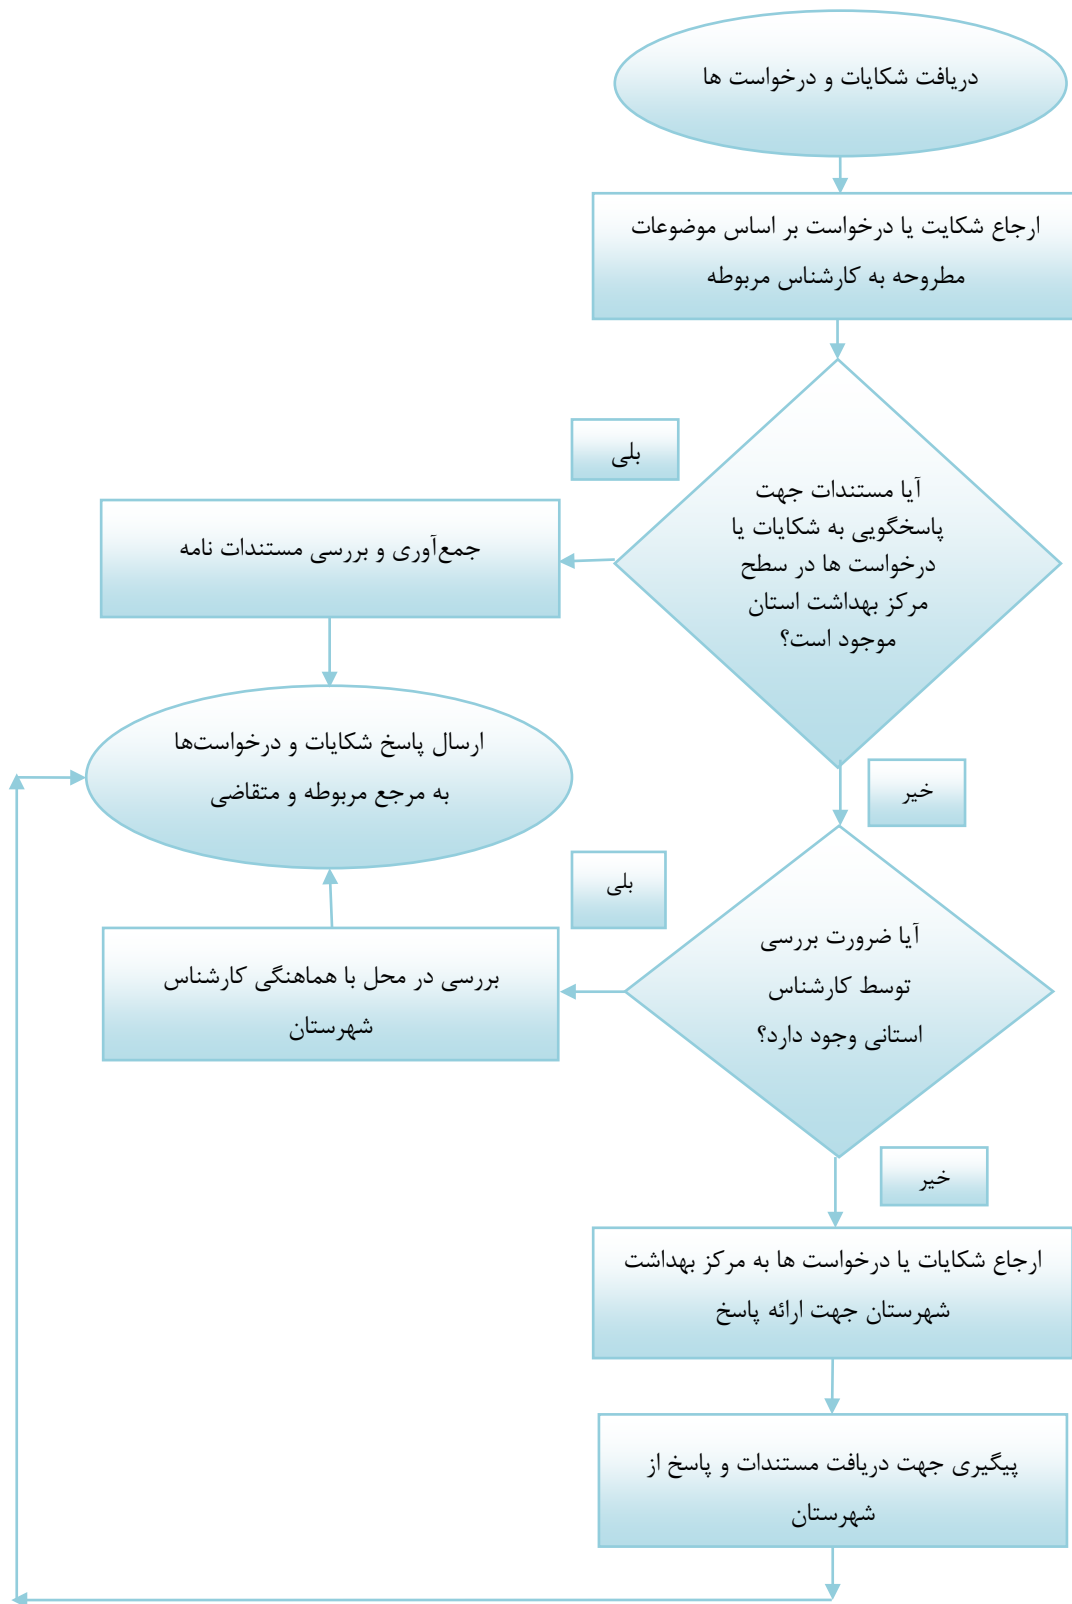 دریافت شکایات و درخواست ها
ارجاع شکایت یا درخواست بر اساس موضوعات
مطروحه به کارشناس مربوطه
آیا مستندات جهت
پاسخگویی به شکایات یا
درخواست ها در سطح
مرکز بهداشت استان
موجود است؟
بلی
جمع‌آوری و بررسی مستندات نامه
ارسال پاسخ شکایات و درخواست‌ها
به مرجع مربوطه و متقاضی
خیر
آیا ضرورت بررسی
توسط کارشناس
استانی وجود دارد؟
بلی
بررسی در محل با هماهنگی کارشناس
شهرستان
خیر
ارجاع شکایات یا درخواست ها به مرکز بهداشت
شهرستان جهت ارائه پاسخ
پیگیری جهت دریافت مستندات و پاسخ از
شهرستان